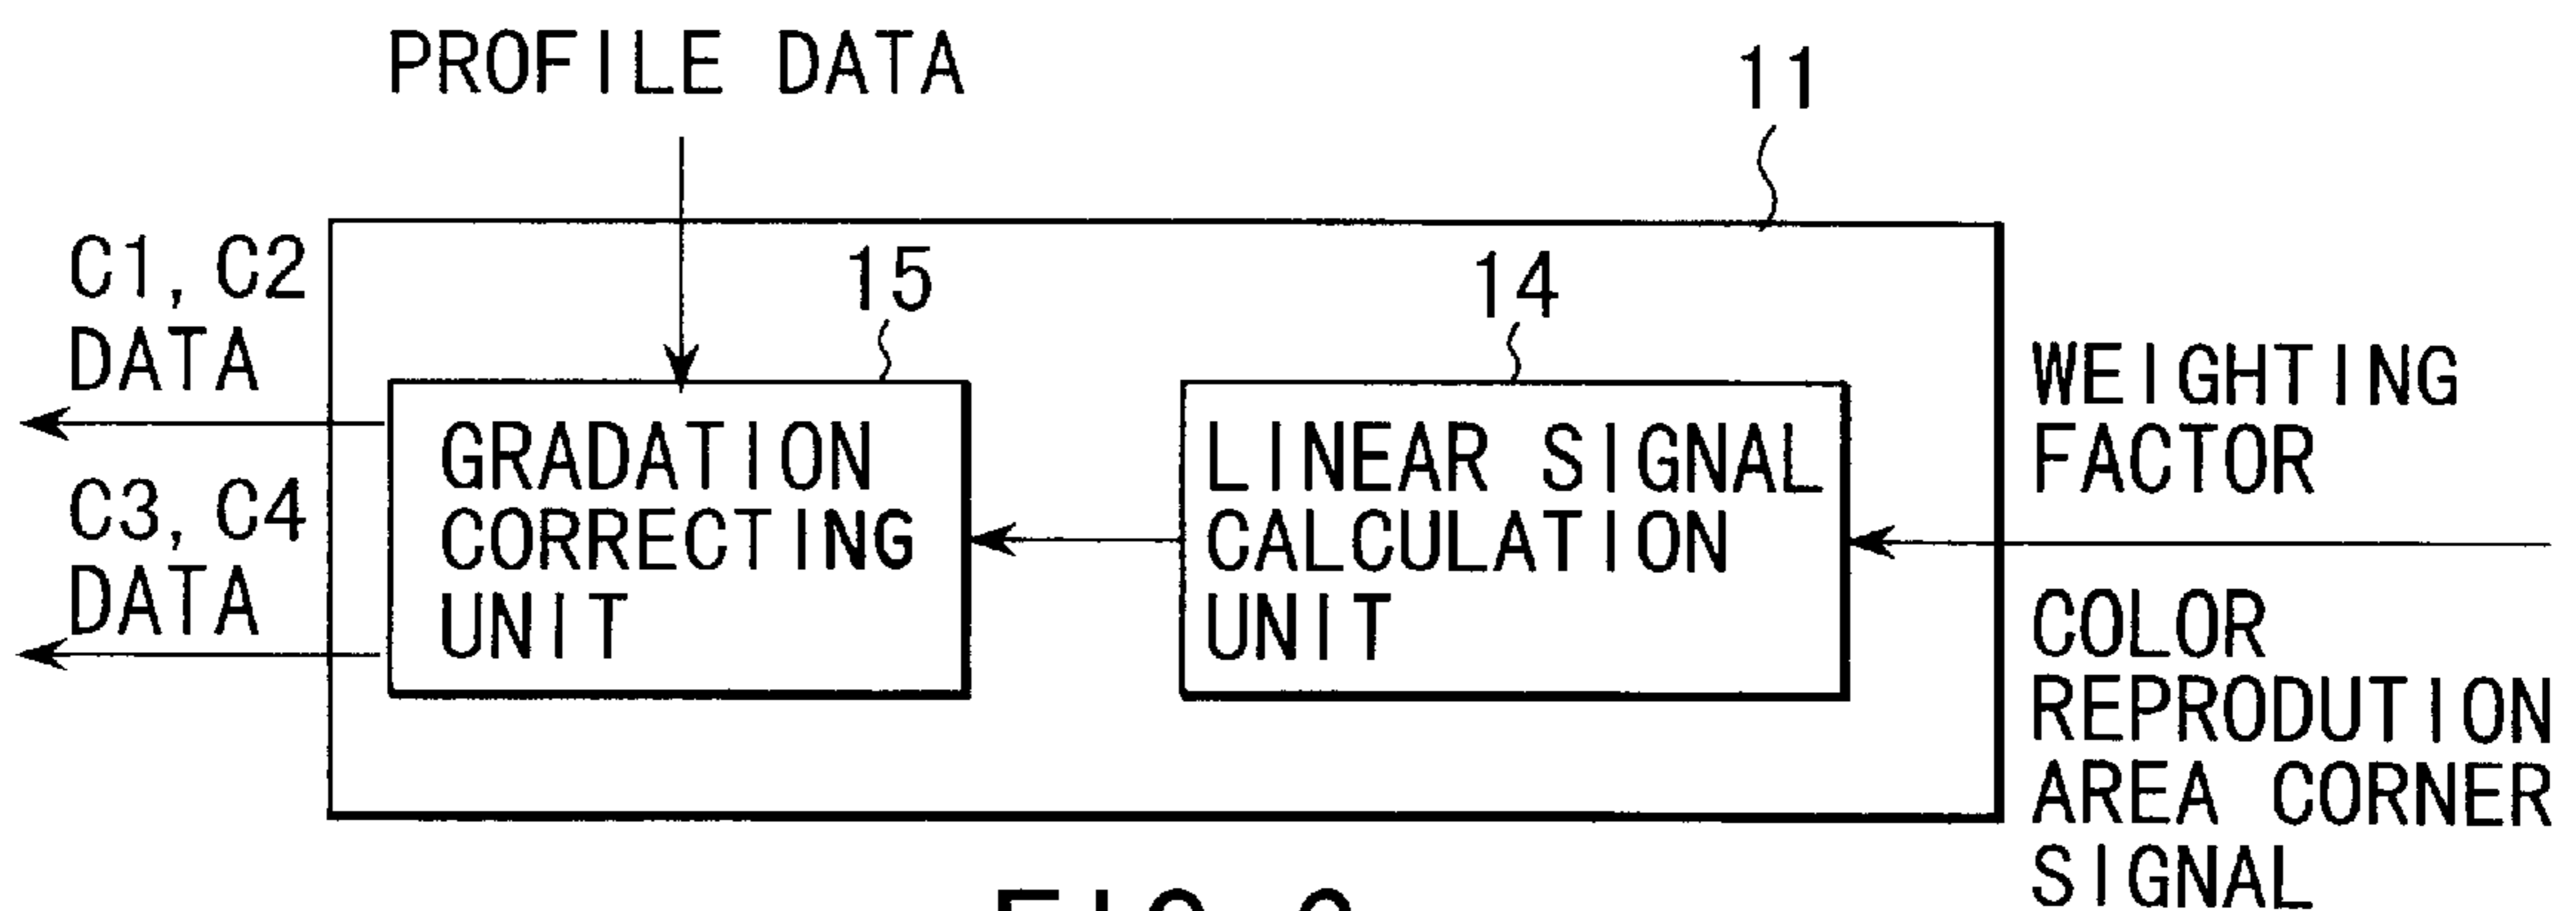 PROFILE DATA
11
C1, C2
DATA
15
14
GRADATION
CORRECTING
UNIT
LINEAR SIGNAL
CALCULATION
UNIT
WEIGHTING
FACTOR
C3, C4
DATA
COLOR
REPRODUTION
AREA CORNER
SIGNAL